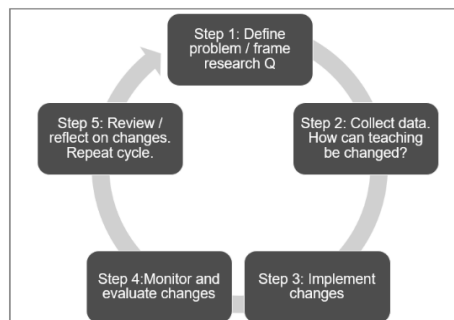 Step 1: Define
problem / frame
research Q
Step 2: Collect data.
How can teaching
be changed?
Step 3: Implement
changes
Step 4:Monitor and
evaluate changes
Step 5: Review /
reflect on changes.
Repeat cycle.